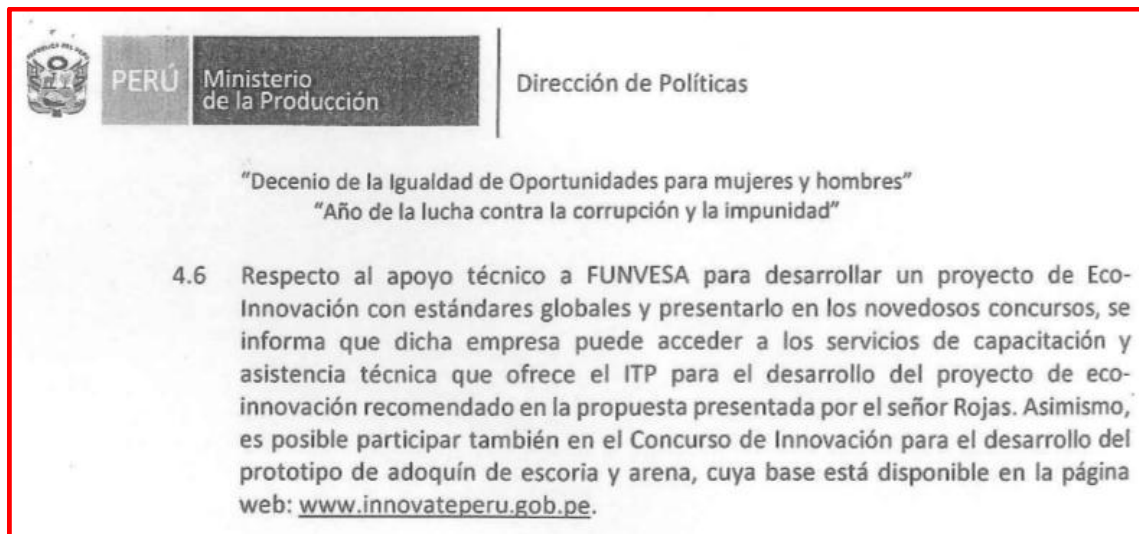 PERÚ
Ministerio
de la Producción
Dirección de Políticas
"Decenio de la Igualdad de Oportunidades para mujeres y hombres"
"Año de la lucha contra la corrupción y la impunidad"
4.6 Respecto al apoyo técnico a FUNVESA para desarrollar un proyecto de Eco-
Innovación con estándares globales y presentarlo en los novedosos concursos, se
informa que dicha empresa puede acceder a los servicios de capacitación y
asistencia técnica que ofrece el ITP para el desarrollo del proyecto de eco-
innovación recomendado en la propuesta presentada por el señor Rojas. Asimismo,
es posible participar también en el Concurso de Innovación para el desarrollo del
prototipo de adoquín de escoria y arena, cuya base está disponible en la página
web: www.innovateperu.gob.pe.